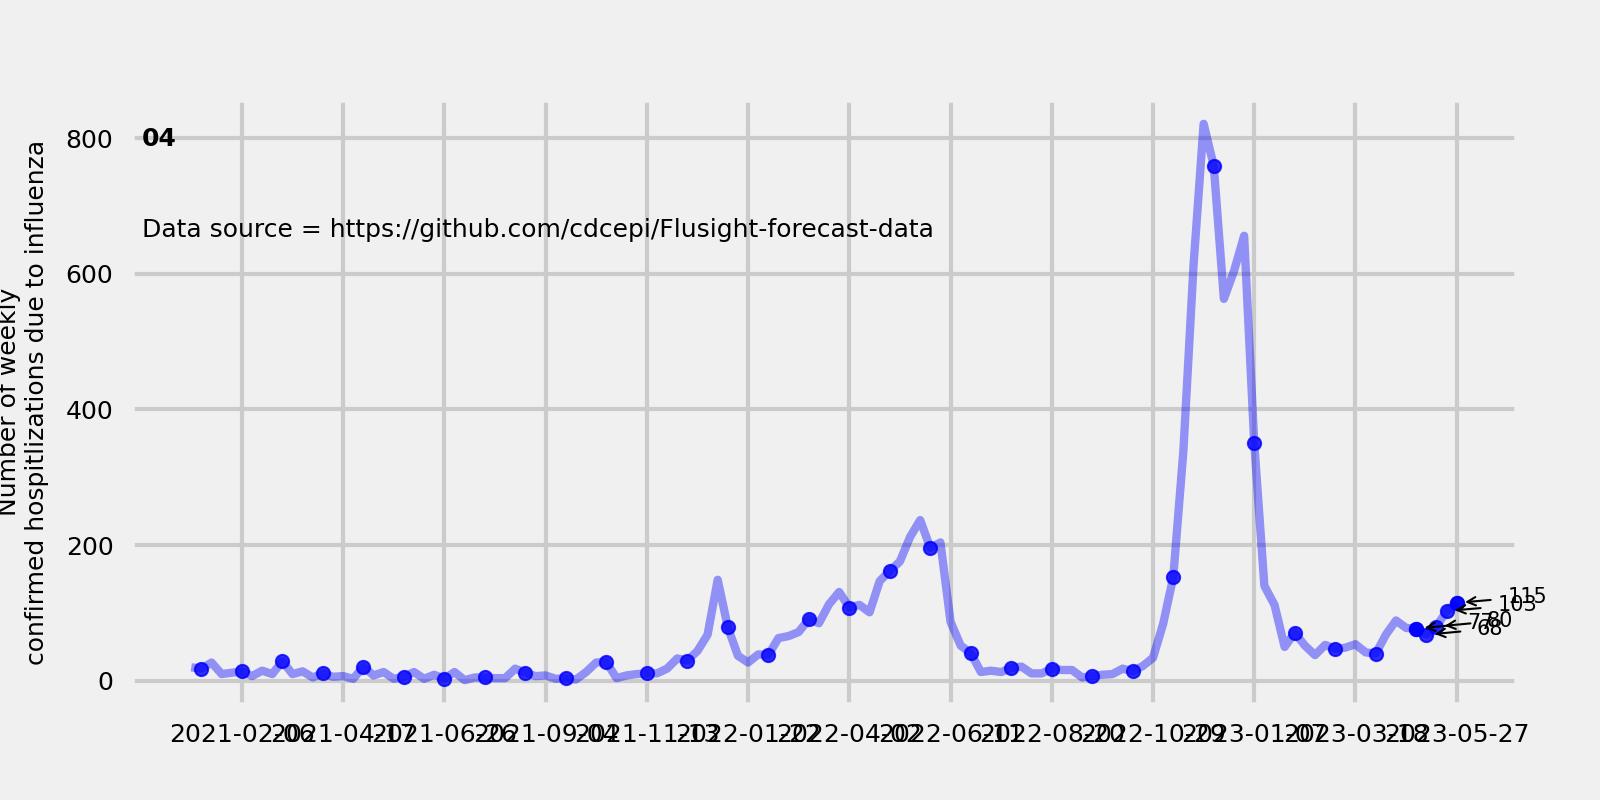 04
Data source = https://github.com/cdcepi/Flusight-forecast-data
Number of weekly
confirmed hospitlizations due to influenza
800
600
400
200
0
115
103
80
68
2021-02-06 2021-04-17 2021-06-26 2021-09-04 2021-11-13 2022-01-22 2022-04-02 2022-06-11 2022-08-20 2022-10-29 2023-01-07 2023-03-18 2023-05-27